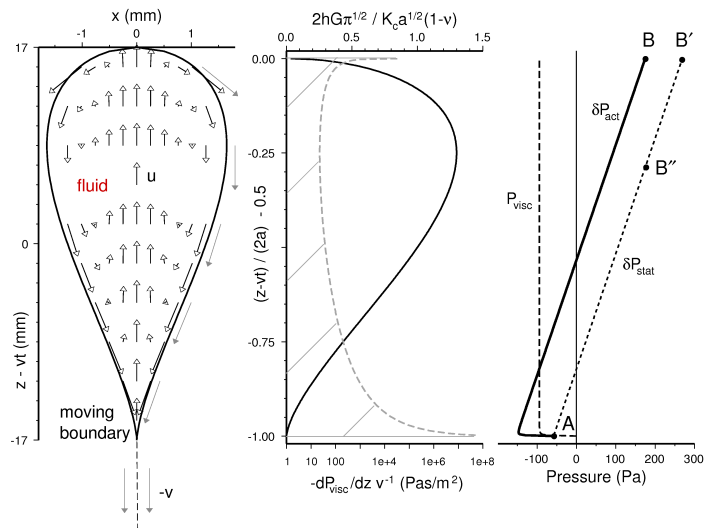 x (mm)
-1 0 1
17
0
-17
z - vt (mm)
fluid
u
moving
boundary
-v
2hGπ^{1/2} / K_c a^{1/2}(1-ν)
0.0 0.5 1.0 1.5
0.00
-0.25
-0.50
-0.75
-1.00
(z-vt) / (2a) - 0.5
1 10 100 1e+4 1e+8
-dP_visc/dz v^{-1} (Pas/m^2)
B B′
δP_act
B″
P_visc
δP_stat
A
-100 0 100 200 300
Pressure (Pa)